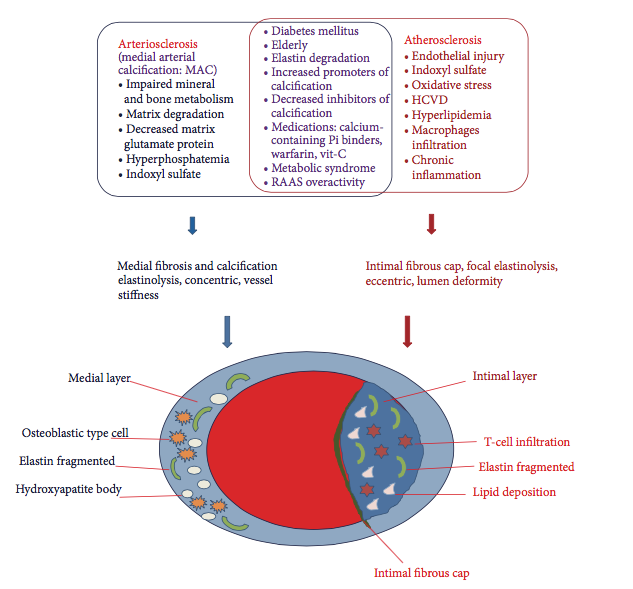 Arteriosclerosis
(medial arterial
calcification: MAC)
• Impaired mineral
and bone metabolism
• Matrix degradation
• Decreased matrix
glutamate protein
• Hyperphosphatemia
• Indoxyl sulfate
• Diabetes mellitus
• Elderly
• Elastin degradation
• Increased promoters of
calcification
• Decreased inhibitors of
calcification
• Medications: calcium-
containing Pi binders,
warfarin, vit-C
• Metabolic syndrome
• RAAS overactivity
Atherosclerosis
• Endothelial injury
• Indoxyl sulfate
• Oxidative stress
• HCVD
• Hyperlipidemia
• Macrophages
infiltration
• Chronic
inflammation
Medial fibrosis and calcification
elastinolysis, concentric, vessel
stiffness
Intimal fibrous cap, focal elastinolysis,
eccentric, lumen deformity
Medial layer
Osteoblastic type cell
Elastin fragmented
Hydroxyapatite body
Intimal layer
T-cell infiltration
Elastin fragmented
Lipid deposition
Intimal fibrous cap